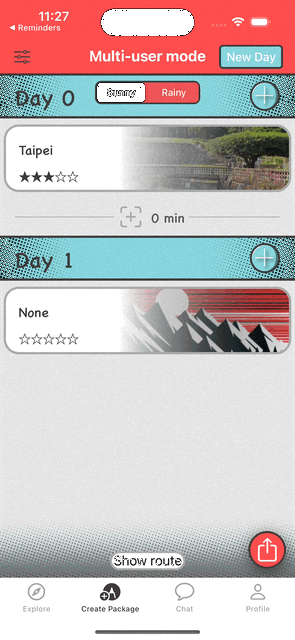 11:27
◀ Reminders
Multi-user mode
New Day
Day 0
Sunny
Rainy
Taipei
★★★☆☆
0 min
Day 1
None
☆☆☆☆☆
Show route
Explore
Create Package
Chat
Profile